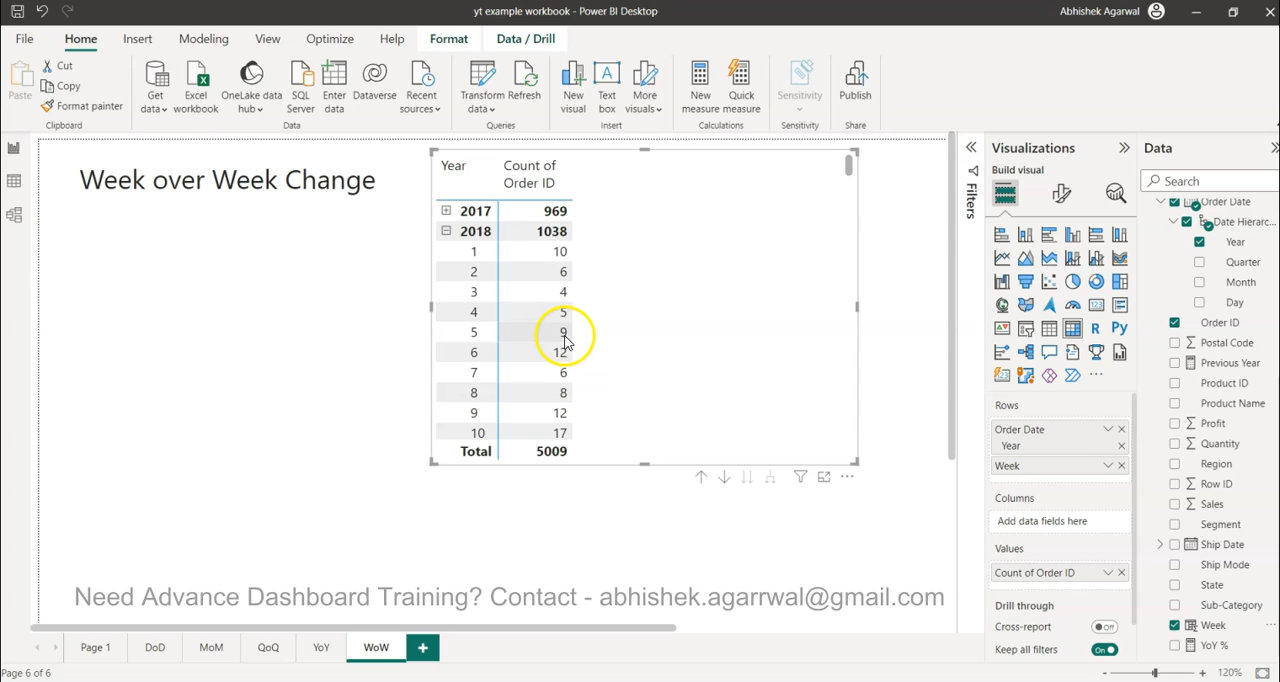 yt example workbook - Power BI Desktop
Abhishek Agarwal
File Home Insert Modeling View Optimize Help Format Data / Drill
Paste
Cut
Copy
Format painter
Clipboard
Get data
Excel workbook
OneLake data hub
SQL Server
Enter data
Dataverse
Recent sources
Data
Transform data
Refresh
Queries
New visual
Text box
More visuals
Insert
New measure
Quick measure
Calculations
Sensitivity
Sensitivity
Publish
Share
Week over Week Change
Year Count of Order ID
2017 969
2018 1038
1 10
2 6
3 4
4 5
5 9
6 12
7 6
8 8
9 12
10 17
Total 5009
Need Advance Dashboard Training? Contact - abhishek.agarrwal@gmail.com
Filters
Visualizations
Build visual
R Py
Rows
Order Date
Year
Week
Columns
Add data fields here
Values
Count of Order ID
Drill through
Cross-report Off
Keep all filters On
Data
Search
Order Date
Date Hierarc...
Year
Quarter
Month
Day
Order ID
Postal Code
Previous Year
Product ID
Product Name
Profit
Quantity
Region
Row ID
Sales
Segment
Ship Date
Ship Mode
State
Sub-Category
Week
YoY %
Page 1 DoD MoM QoQ YoY WoW
Page 6 of 6
120%